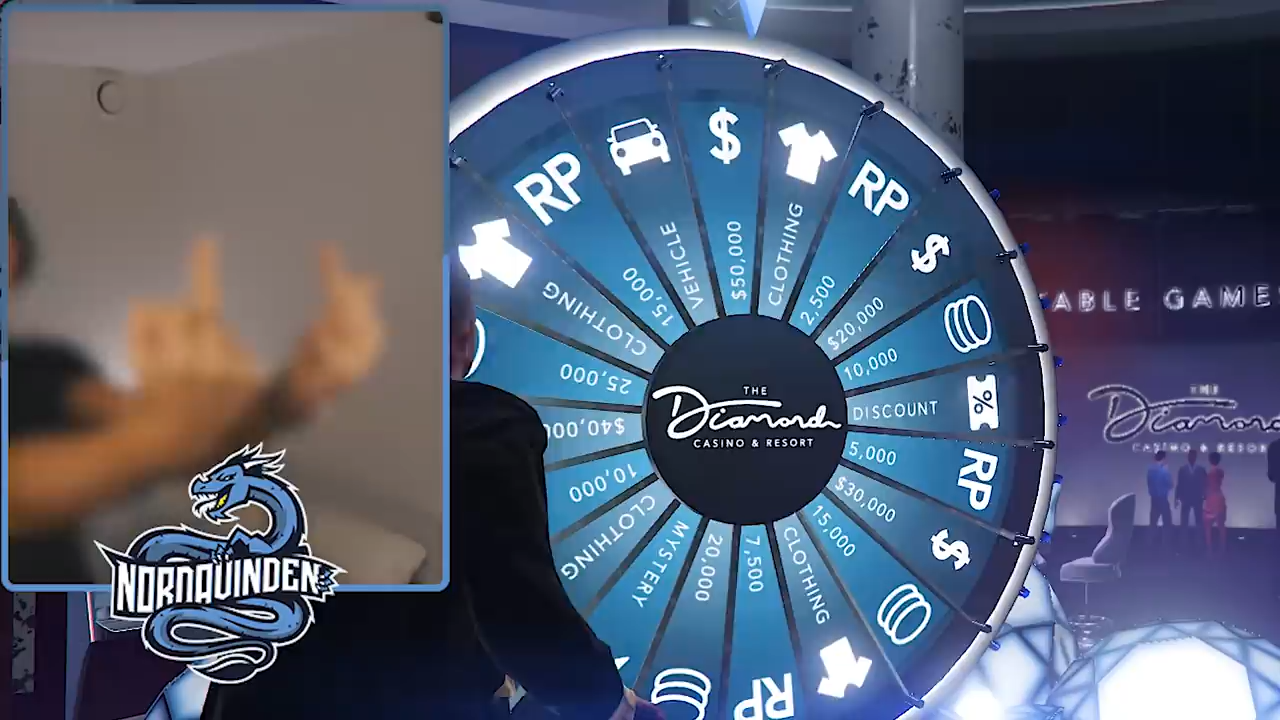 NORDAVINDEN
RP
$
RP
VEHICLE
$50,000
CLOTHING
2,500
$20,000
10,000
DISCOUNT
%
5,000
RP
$30,000
$
15,000
CLOTHING
7,500
RP
20,000
MYSTERY
CLOTHING
10,000
$40,000
25,000
CLOTHING
15,000
$
THE
Diamond
CASINO & RESORT
TABLE GAME
THE
Diamond
CASINO & RESORT